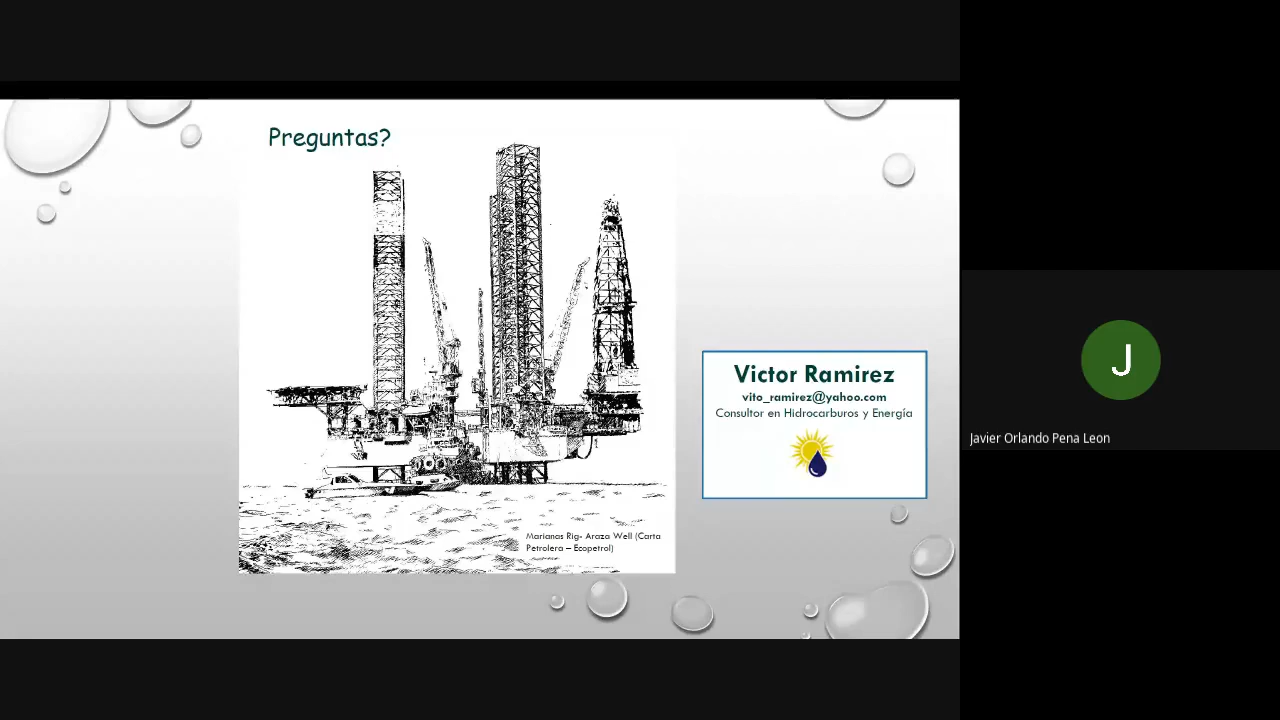 Preguntas?
Victor Ramirez
vito_ramirez@yahoo.com
Consultor en Hidrocarburos y Energía
Marianas Rig- Araza Well (Carta
Petrolera – Ecopetrol)
J
Javier Orlando Pena Leon